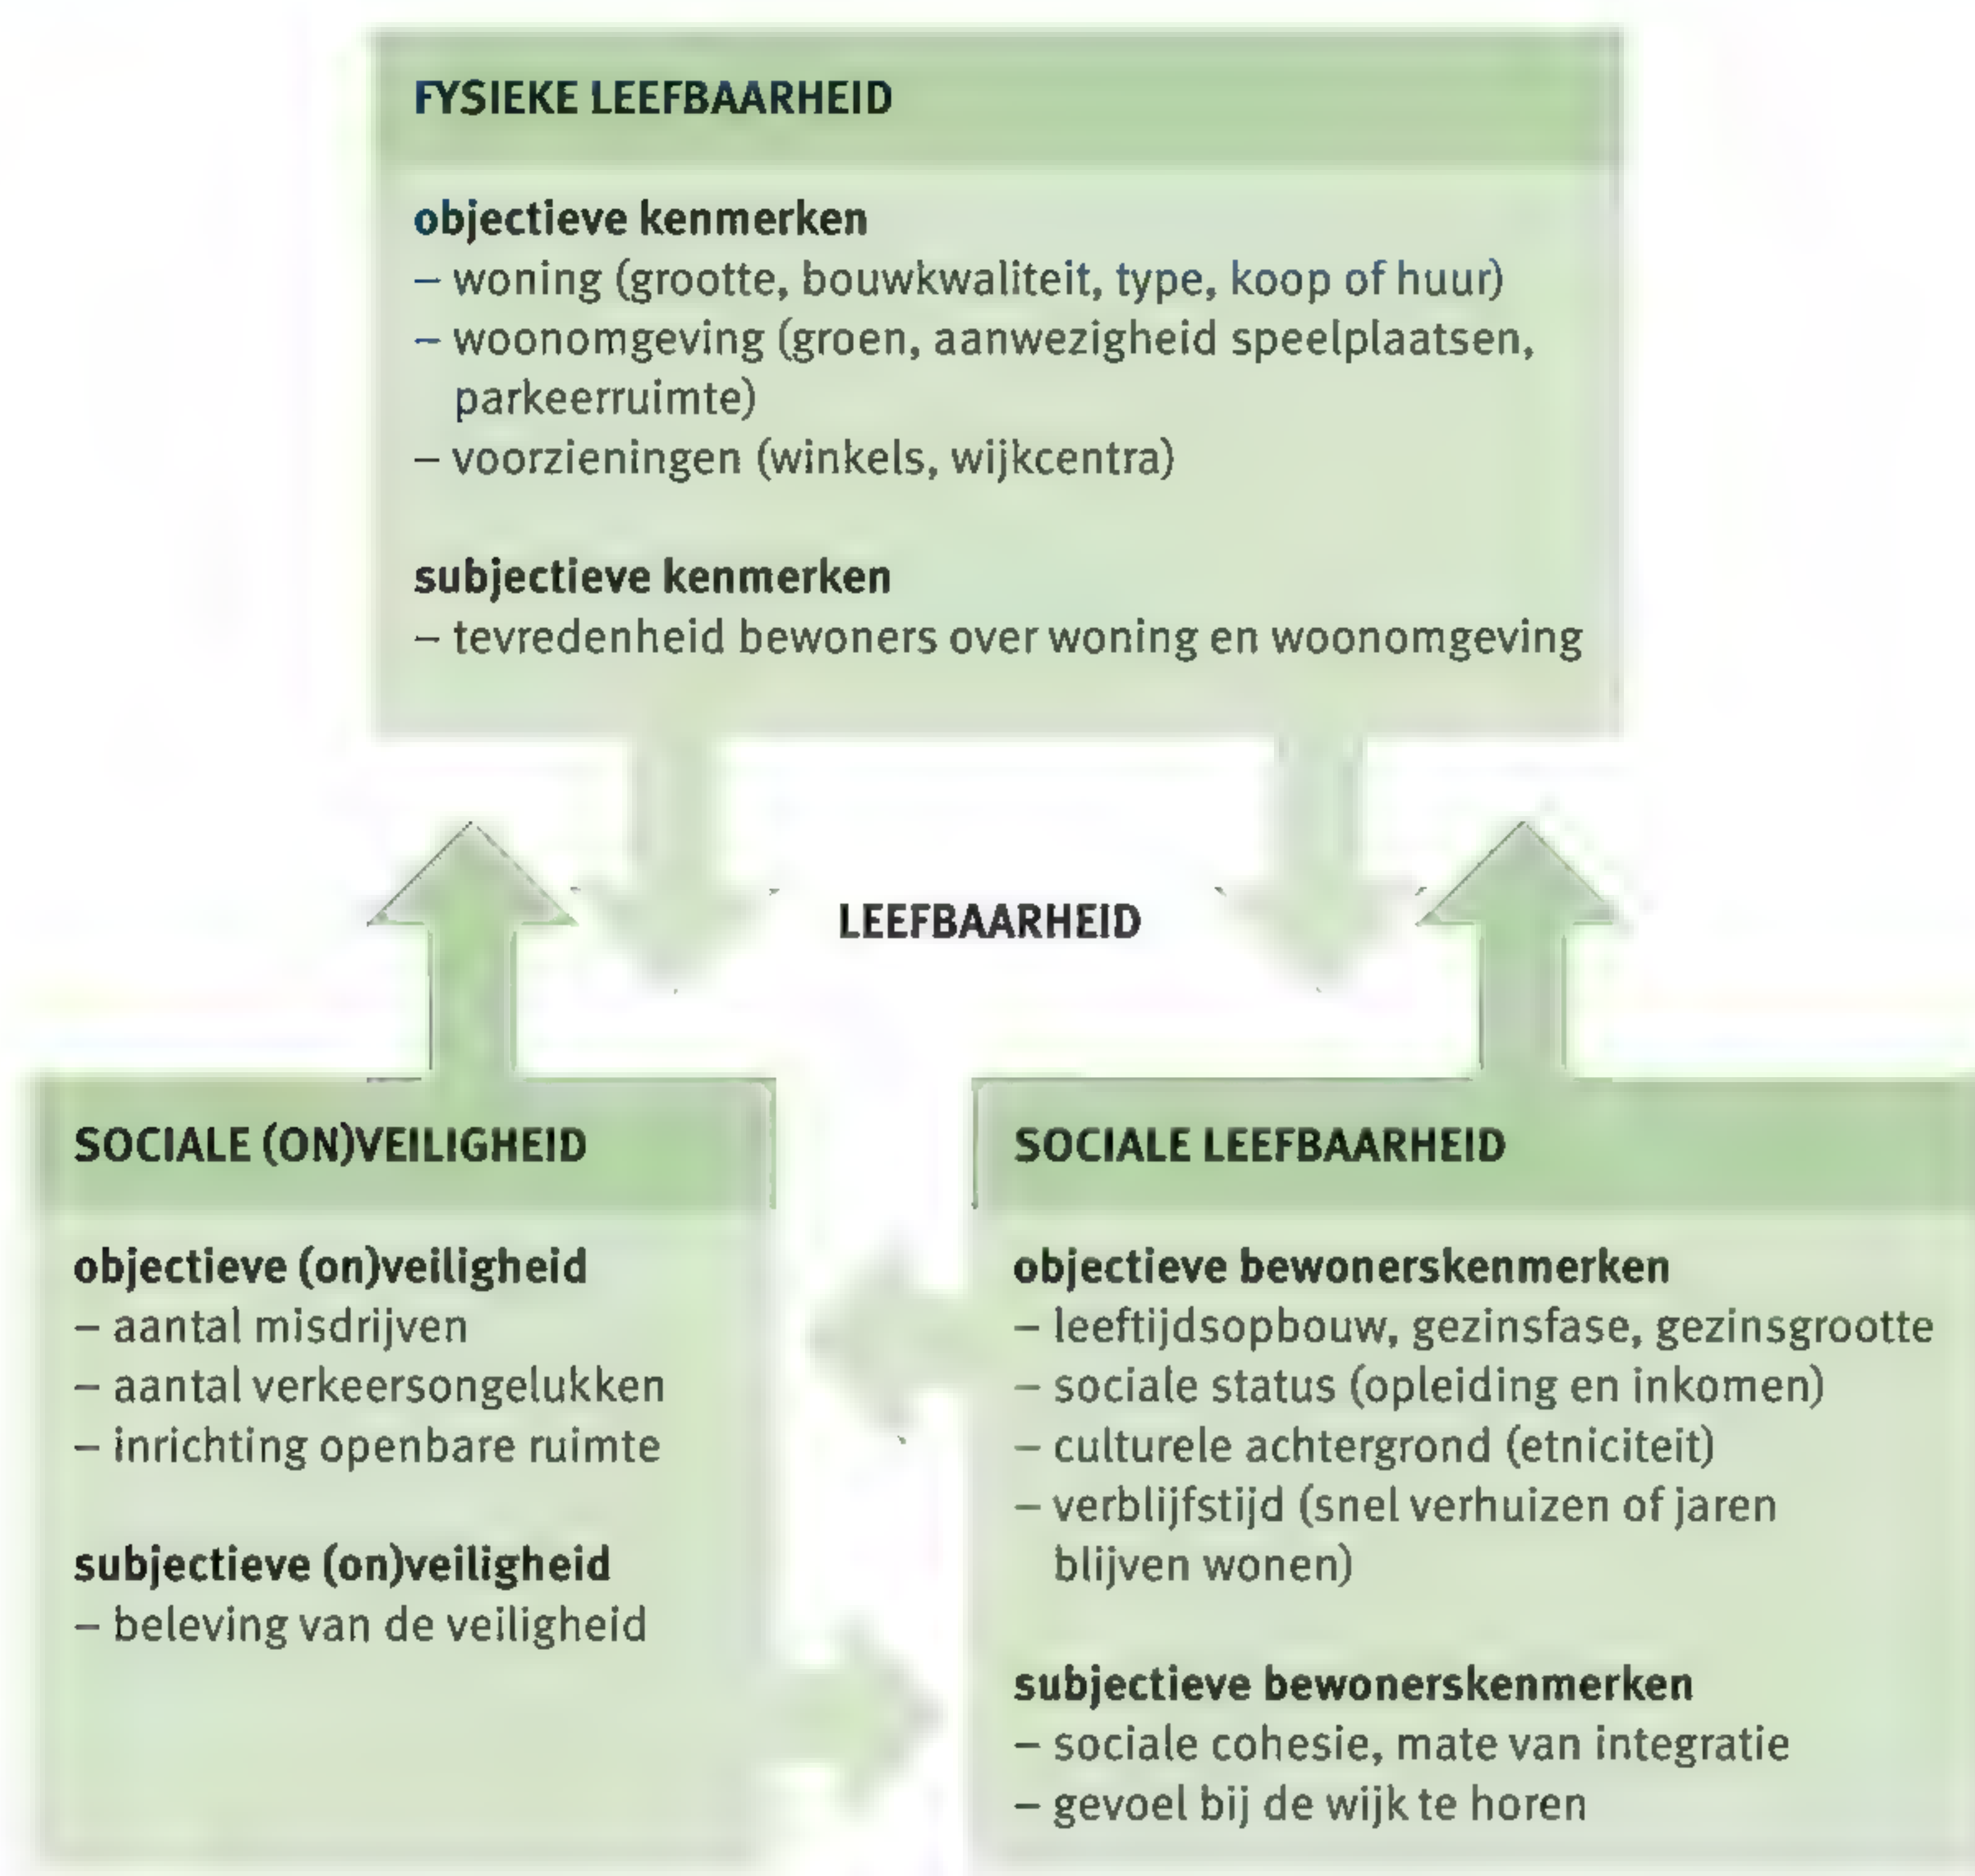 FYSIEKE LEEFBAARHEID
objectieve kenmerken
– woning (grootte, bouwkwaliteit, type, koop of huur)
– woonomgeving (groen, aanwezigheid speelplaatsen,
parkeerruimte)
– voorzieningen (winkels, wijkcentra)
subjectieve kenmerken
– tevredenheid bewoners over woning en woonomgeving
LEEFBAARHEID
SOCIALE (ON)VEILIGHEID
objectieve (on)veiligheid
– aantal misdrijven
– aantal verkeersongelukken
– inrichting openbare ruimte
subjectieve (on)veiligheid
– beleving van de veiligheid
SOCIALE LEEFBAARHEID
objectieve bewonerskenmerken
– leeftijdsopbouw, gezinsfase, gezinsgrootte
– sociale status (opleiding en inkomen)
– culturele achtergrond (etniciteit)
– verblijfstijd (snel verhuizen of jaren
blijven wonen)
subjectieve bewonerskenmerken
– sociale cohesie, mate van integratie
– gevoel bij de wijk te horen